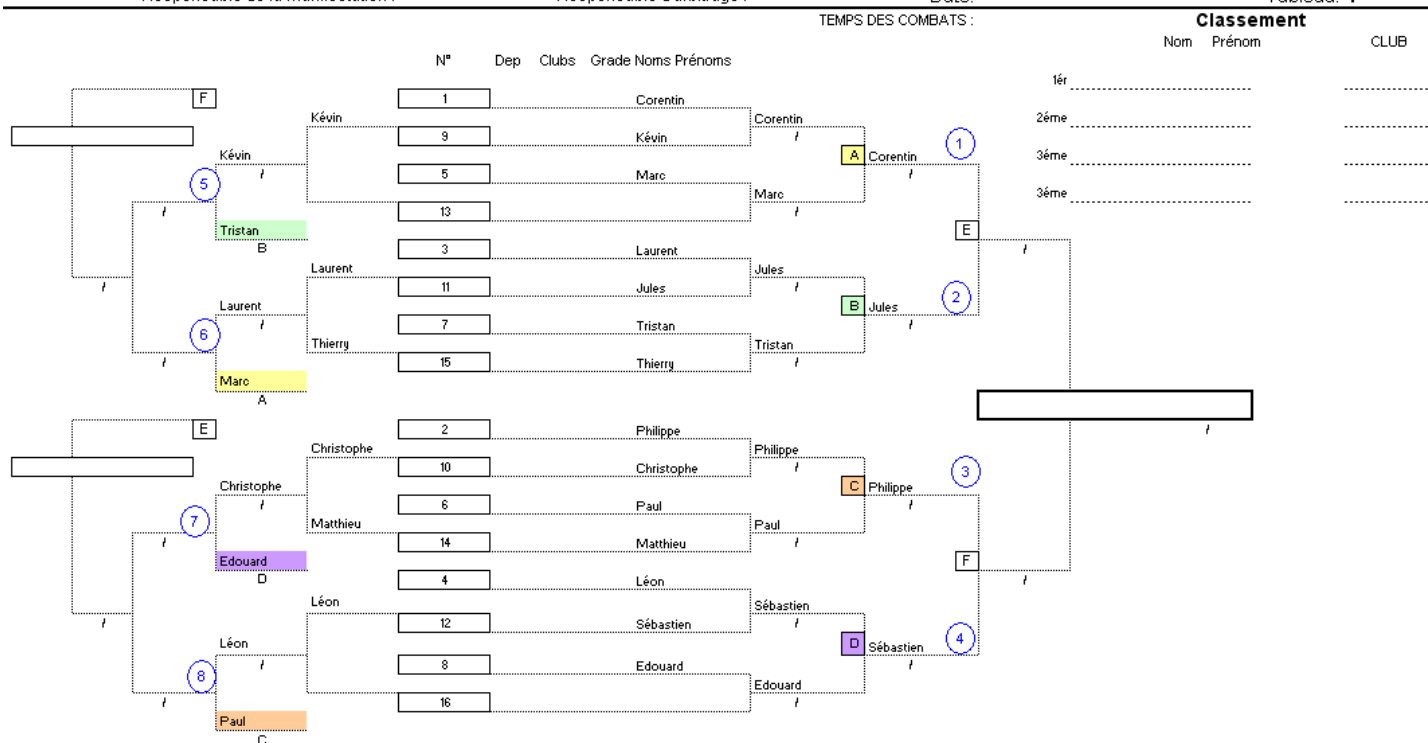 Responsable de la manifestation :    Responsable d'arbitrage :    Date:    Tableau: 1
TEMPS DES COMBATS :    Classement
Nom    Prénom    CLUB
N°    Dep    Clubs    Grade Noms Prénoms
1ér
F    1    Corentin
Kévin    Corentin    2éme
9    Kévin    1
Kévin    A    Corentin    3éme
5    5    Marc
Marc    3éme
13
Tristan    E
B    3    Laurent
Laurent    Jules
11    Jules    2
Laurent    B    Jules
6    7    Tristan
Thierry    Tristan
15    Thierry
Marc
A
E    2    Philippe
Christophe    Philippe
10    Christophe    3
Christophe    C    Philippe
7    6    Paul
Matthieu    Paul
14    Matthieu
Edouard    F
D    4    Léon
Léon    Sébastien
12    Sébastien    4
Léon    D    Sébastien
8    8    Edouard
Edouard
16
Paul
C